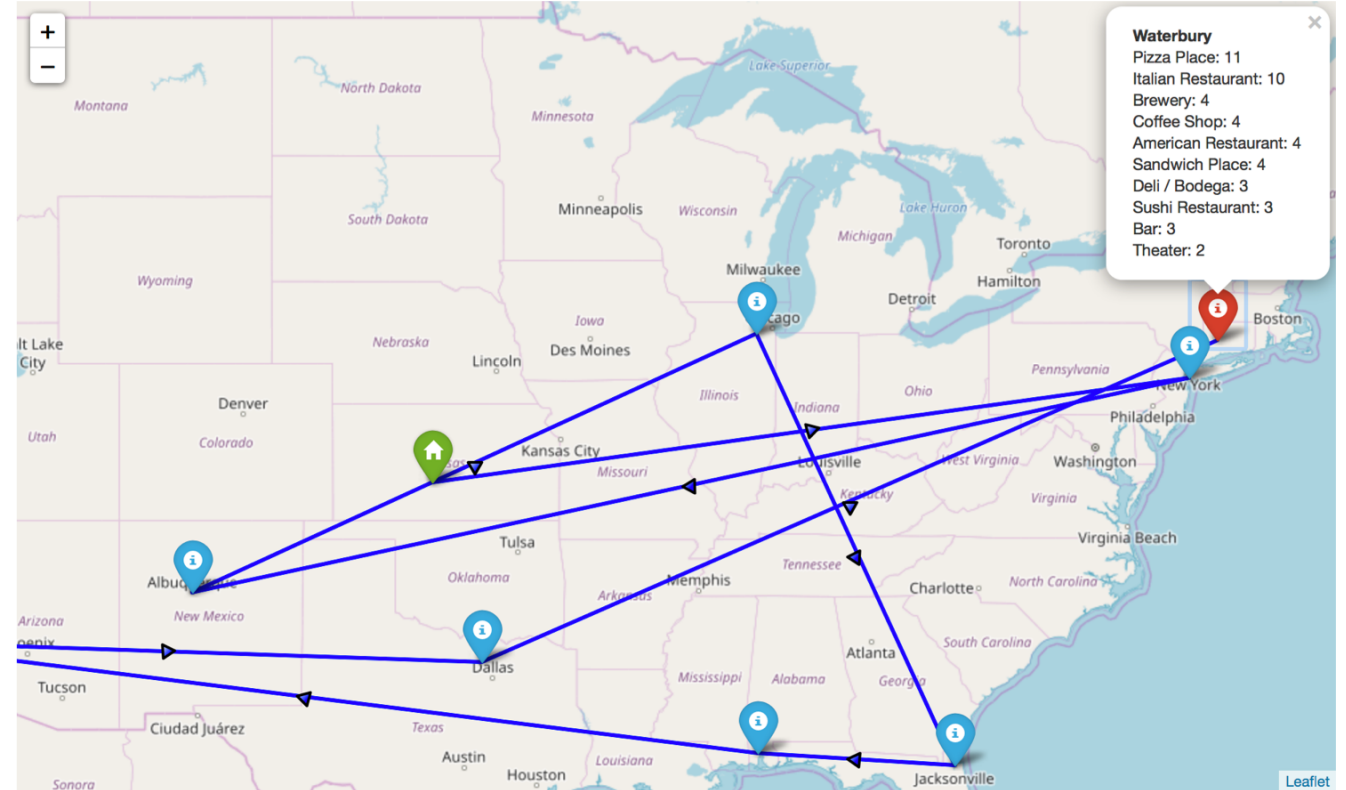 +
−
×
Waterbury
Pizza Place: 11
Italian Restaurant: 10
Brewery: 4
Coffee Shop: 4
American Restaurant: 4
Sandwich Place: 4
Deli / Bodega: 3
Sushi Restaurant: 3
Bar: 3
Theater: 2
Lake Superior
North Dakota
Montana
Minnesota
Minneapolis
Wisconsin
Lake Huron
South Dakota
Michigan
Toronto
Milwaukee
Hamilton
Wyoming
Detroit
Iowa
Boston
lt Lake
City
Nebraska
Des Moines
Lincoln
Pennsylvania
New York
Illinois
Ohio
Denver
Indiana
Philadelphia
Utah
Colorado
Kansas City
Louisville
West Virginia
Washington
Missouri
Kentucky
Virginia
Virginia Beach
Tulsa
Tennessee
Oklahoma
Memphis
Charlotte
North Carolina
Arkansas
New Mexico
Arizona
South Carolina
Atlanta
Dallas
Tucson
Mississippi
Alabama
Georgia
Ciudad Juárez
Texas
Austin
Louisiana
Houston
Jacksonville
Sonora
Leaflet